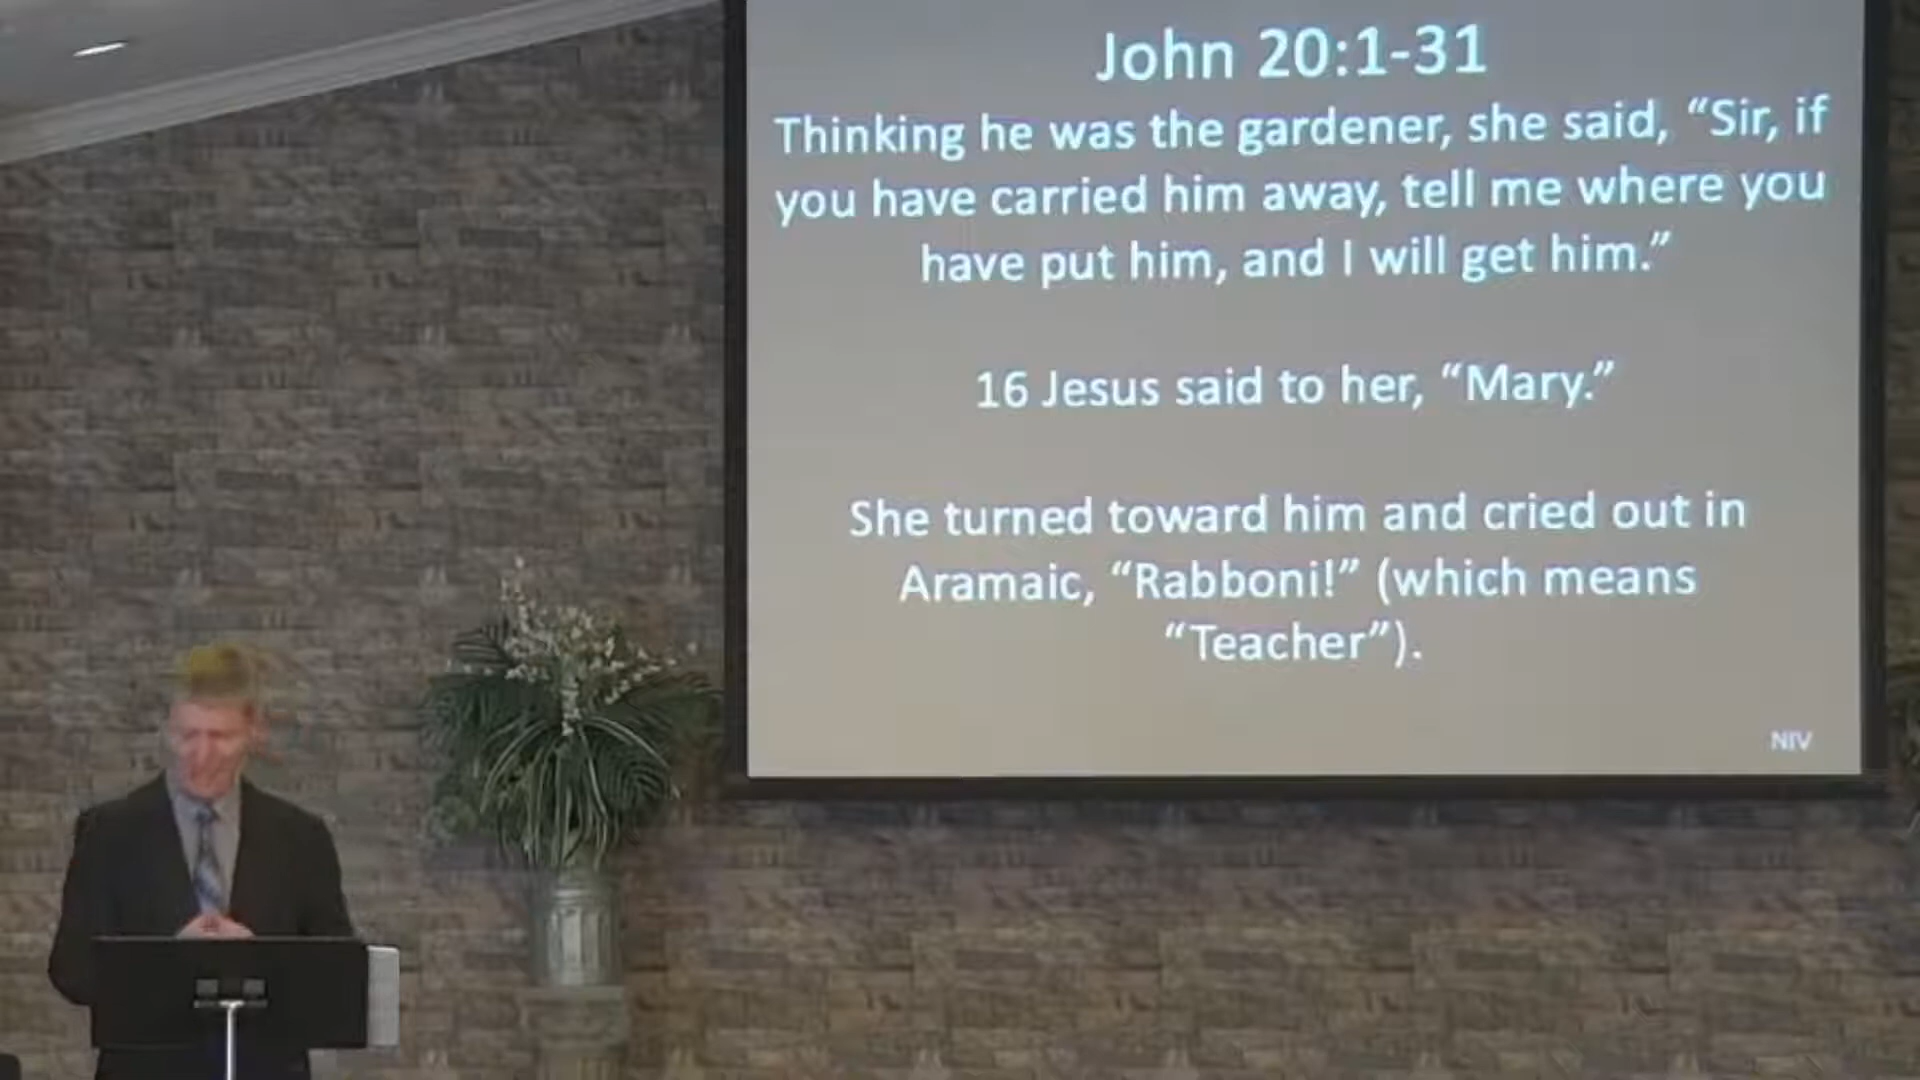 John 20:1-31
Thinking he was the gardener, she said, “Sir, if
you have carried him away, tell me where you
have put him, and I will get him.”
16 Jesus said to her, “Mary.”
She turned toward him and cried out in
Aramaic, “Rabboni!” (which means
“Teacher”).
NIV